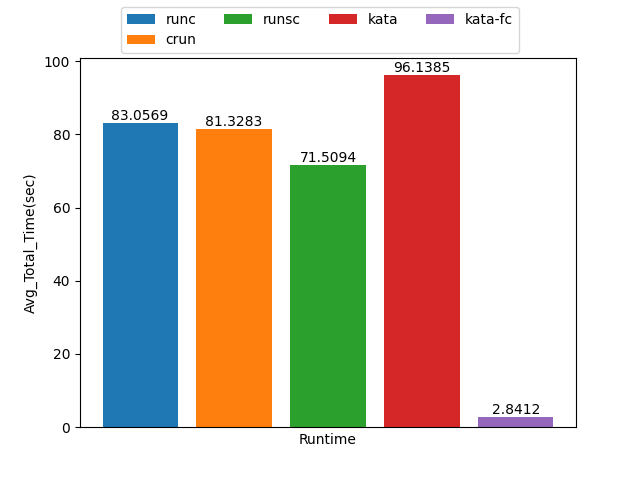 runc runsc kata kata-fc
crun
100
80
60
40
20
0
Avg_Total_Time(sec)
83.0569
81.3283
71.5094
96.1385
2.8412
Runtime